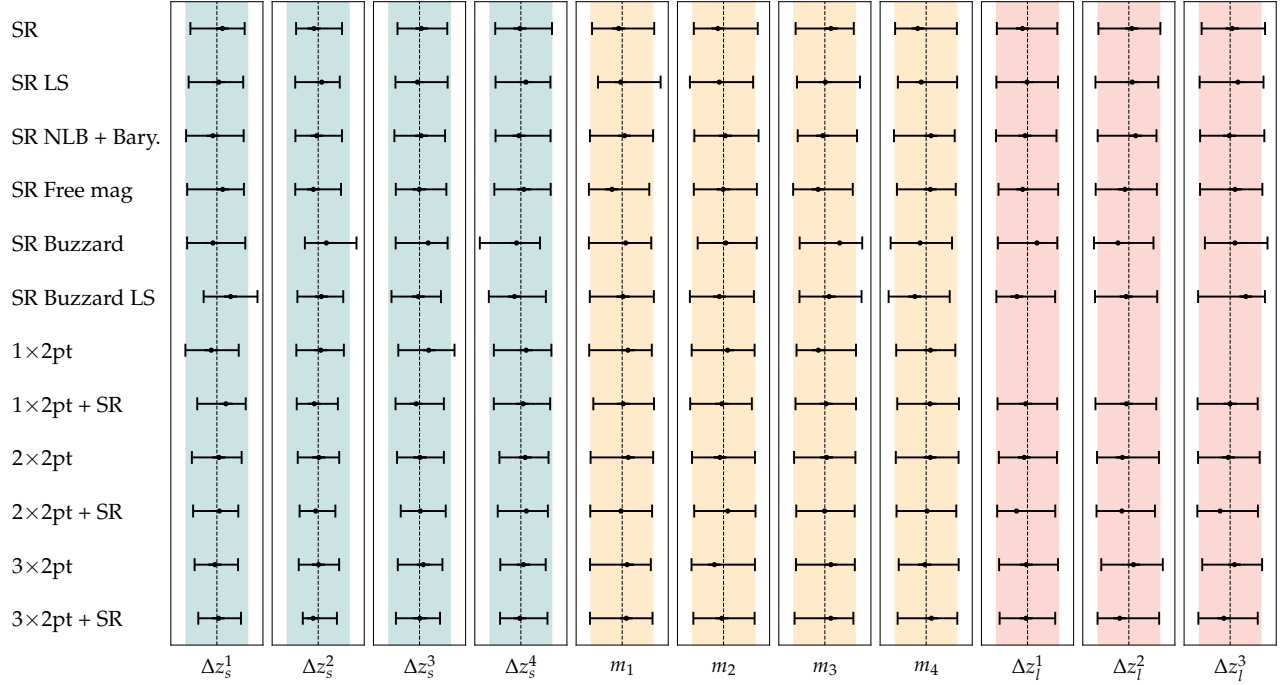 SR
SR LS
SR NLB + Bary.
SR Free mag
SR Buzzard
SR Buzzard LS
1×2pt
1×2pt + SR
2×2pt
2×2pt + SR
3×2pt
3×2pt + SR
Δz_s^1 Δz_s^2 Δz_s^3 Δz_s^4 m_1 m_2 m_3 m_4 Δz_l^1 Δz_l^2 Δz_l^3